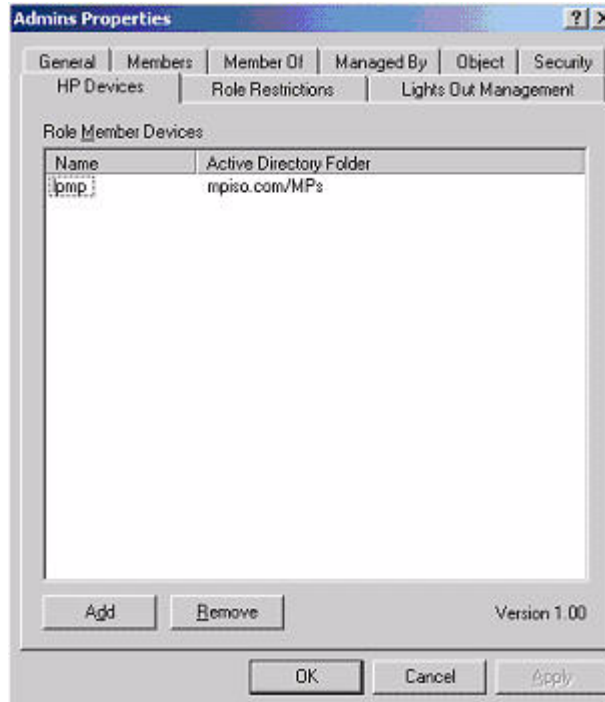 Admins Properties
General Members Member Of Managed By Object Security
HP Devices Role Restrictions Lights Out Management
Role Member Devices
Name Active Directory Folder
lpmp mpiso.com/MPs
Add Remove Version 1.00
OK Cancel Apply